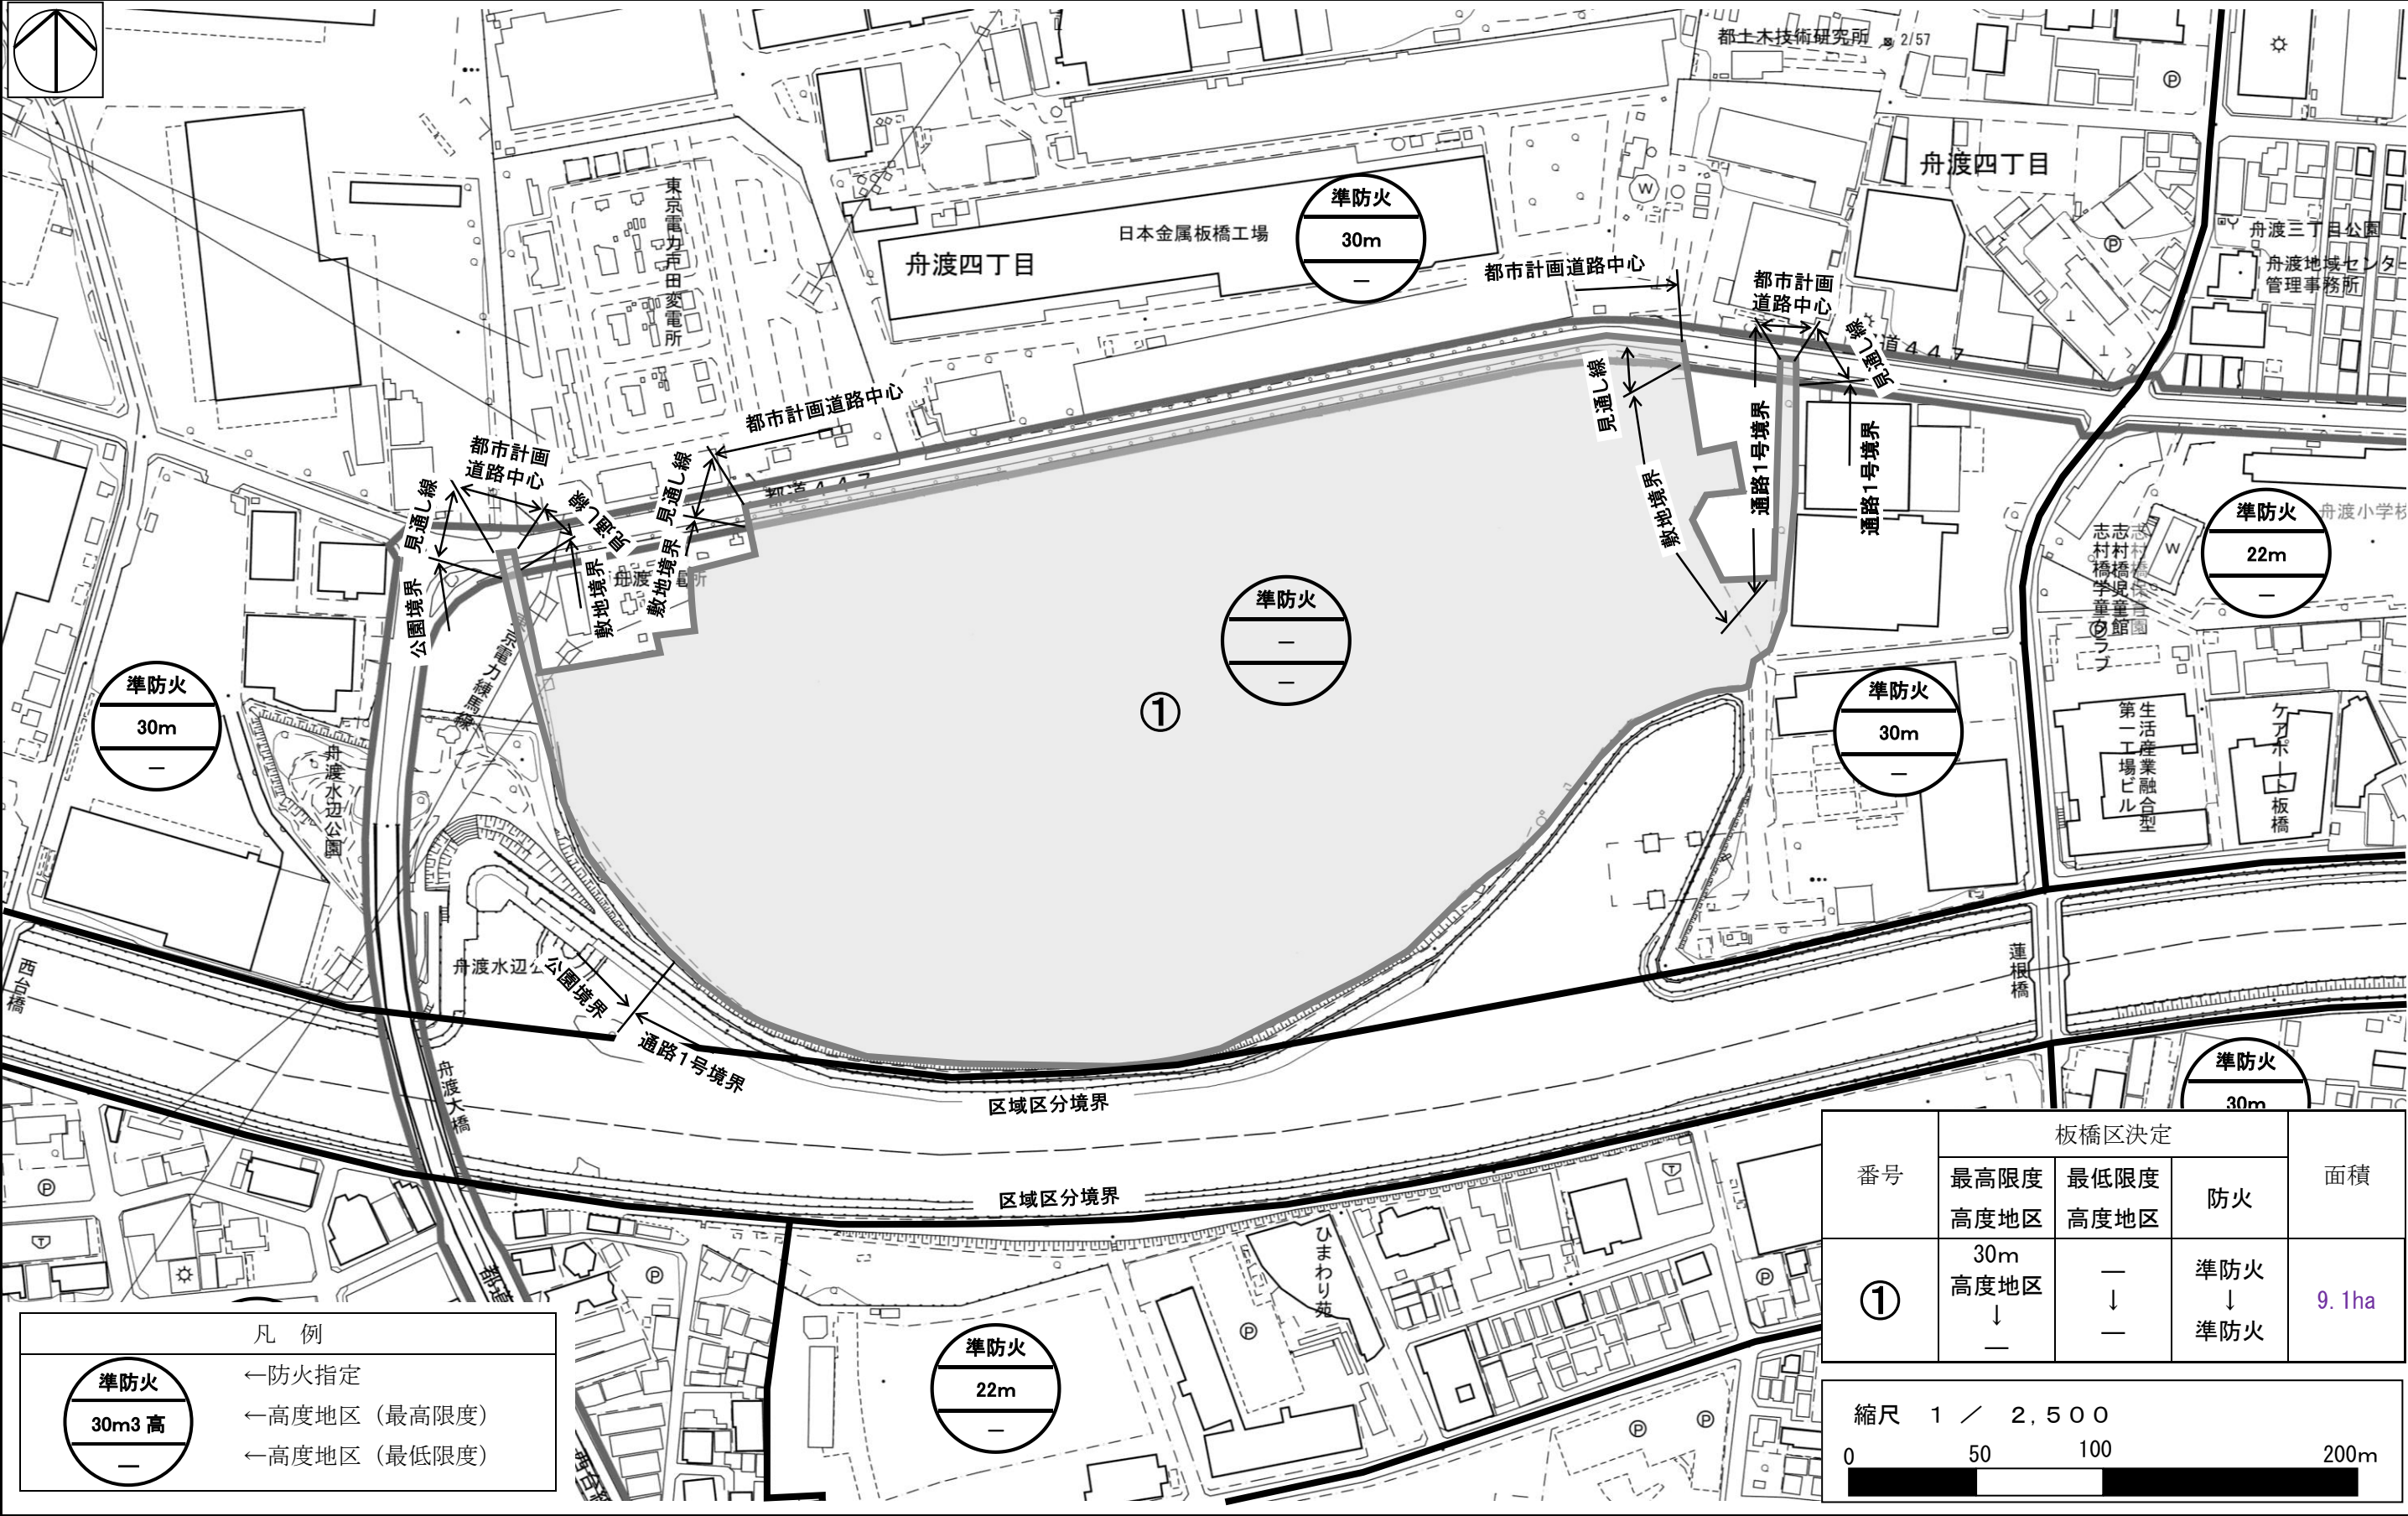 都土木技術研究所
2/57
舟渡四丁目
東京電力戸田変電所
準防火
30m
—
日本金属板橋工場
舟渡四丁目
W
Ⓟ
Ⓟ
舟渡三丁目公園
舟渡地域センター
管理事務所
都市計画道路中心
都市計画
道路中心
見通し線
道447
見通し線
都市計画道路中心
都市計画
道路中心
見通し線
見通し線
見通し線
都道447
敷地境界
通路1号境界
通路1号境界
公園境界
敷地境界
敷地境界
舟渡
電所
京電力練馬線
準防火
22m
—
舟渡小学校
W
志村橋保育園
志村橋児童館
志村橋学童クラブ
Ⓟ
準防火
—
—
①
準防火
30m
—
準防火
30m
—
舟渡水辺公園
生活産業融合型
第一工場ビル
ケアポート板橋
西台橋
舟渡水辺公
公園境界
通路1号境界
蓮根橋
舟渡大橋
区域区分境界
区域区分境界
準防火
30m
Ⓟ
Ⓟ
ひまわり苑
Ⓟ
Ⓟ
Ⓟ
Ⓟ
都道
準防火
22m
—
凡　例
準防火
30m3 高
—
←防火指定
←高度地区（最高限度）
←高度地区（最低限度）
番号
板橋区決定
面積
最高限度
高度地区
最低限度
高度地区
防火
①
30m
高度地区
↓
—
—
↓
—
準防火
↓
準防火
9.1ha
縮尺　1 ／ 2,500
0 50 100 200m